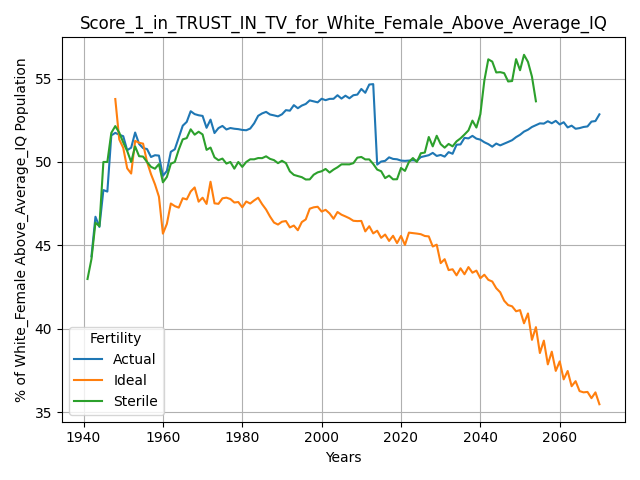 Score_1_in_TRUST_IN_TV_for_White_Female_Above_Average_IQ
% of White_Female Above_Average_IQ Population
55
50
45
40
35
Fertility
Actual
Ideal
Sterile
1940 1960 1980 2000 2020 2040 2060
Years